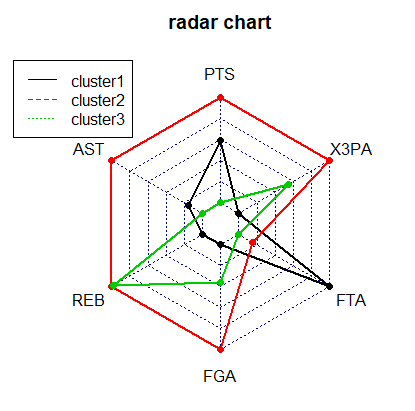 radar chart
PTS
cluster1
cluster2
cluster3
AST
X3PA
REB
FTA
FGA